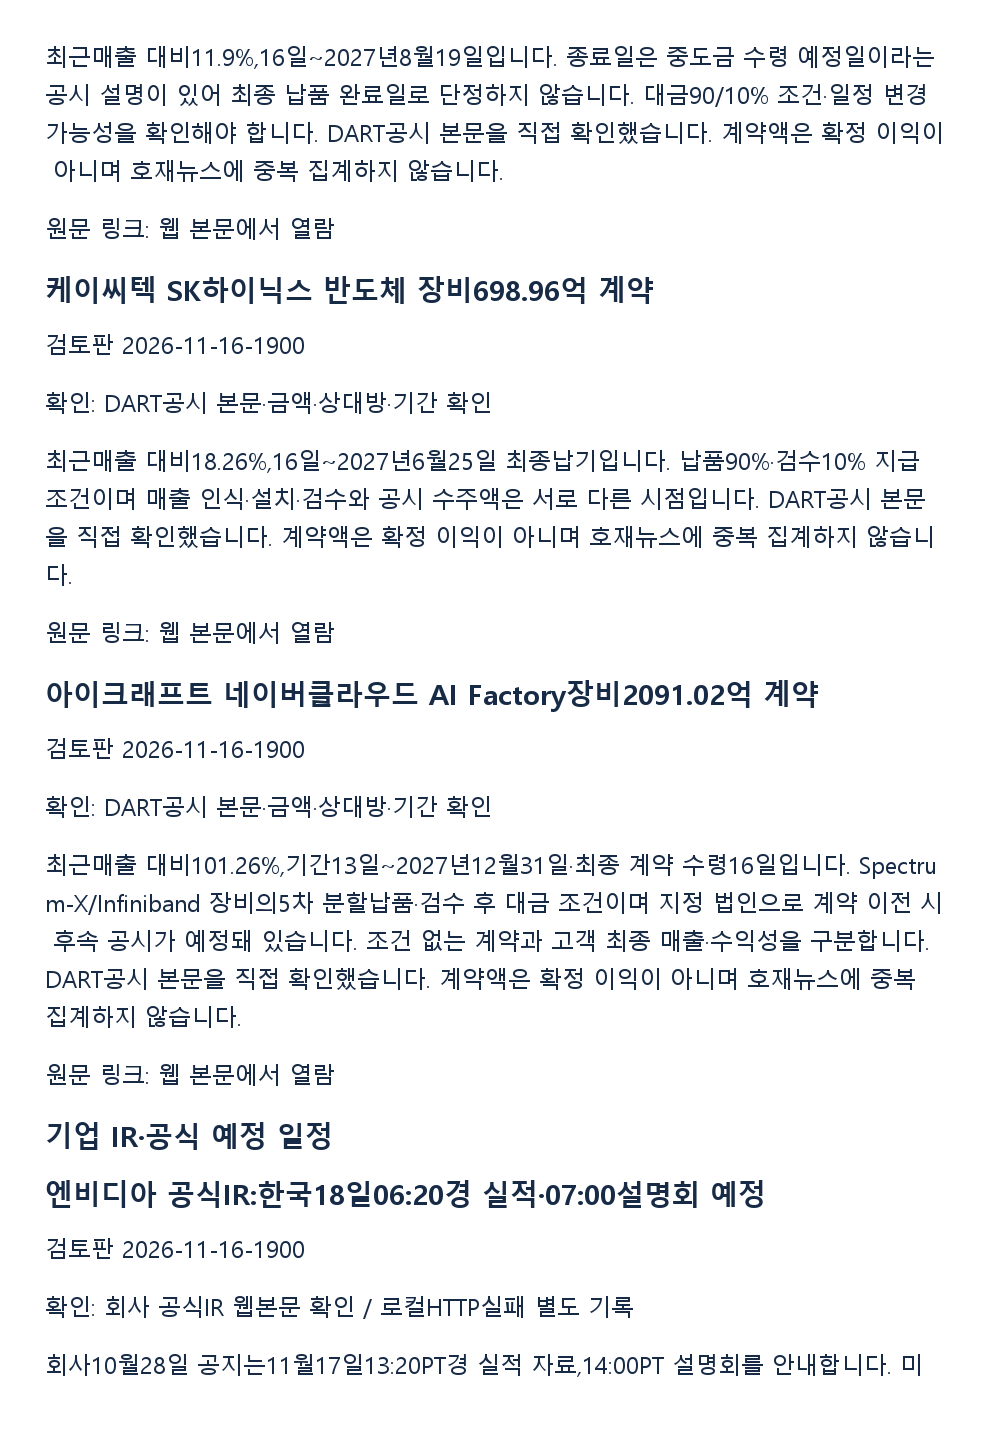 최근매출 대비11.9%,16일~2027년8월19일입니다. 종료일은 중도금 수령 예정일이라는
공시 설명이 있어 최종 납품 완료일로 단정하지 않습니다. 대금90/10% 조건·일정 변경
가능성을 확인해야 합니다. DART공시 본문을 직접 확인했습니다. 계약액은 확정 이익이
아니며 호재뉴스에 중복 집계하지 않습니다.
원문 링크: 웹 본문에서 열람
케이씨텍 SK하이닉스 반도체 장비698.96억 계약
검토판 2026-11-16-1900
확인: DART공시 본문·금액·상대방·기간 확인
최근매출 대비18.26%,16일~2027년6월25일 최종납기입니다. 납품90%·검수10% 지급
조건이며 매출 인식·설치·검수와 공시 수주액은 서로 다른 시점입니다. DART공시 본문
을 직접 확인했습니다. 계약액은 확정 이익이 아니며 호재뉴스에 중복 집계하지 않습니
다.
원문 링크: 웹 본문에서 열람
아이크래프트 네이버클라우드 AI Factory장비2091.02억 계약
검토판 2026-11-16-1900
확인: DART공시 본문·금액·상대방·기간 확인
최근매출 대비101.26%,기간13일~2027년12월31일·최종 계약 수령16일입니다. Spectru
m-X/Infiniband 장비의5차 분할납품·검수 후 대금 조건이며 지정 법인으로 계약 이전 시
후속 공시가 예정돼 있습니다. 조건 없는 계약과 고객 최종 매출·수익성을 구분합니다.
DART공시 본문을 직접 확인했습니다. 계약액은 확정 이익이 아니며 호재뉴스에 중복
집계하지 않습니다.
원문 링크: 웹 본문에서 열람
기업 IR·공식 예정 일정
엔비디아 공식IR:한국18일06:20경 실적·07:00설명회 예정
검토판 2026-11-16-1900
확인: 회사 공식IR 웹본문 확인 / 로컬HTTP실패 별도 기록
회사10월28일 공지는11월17일13:20PT경 실적 자료,14:00PT 설명회를 안내합니다. 미